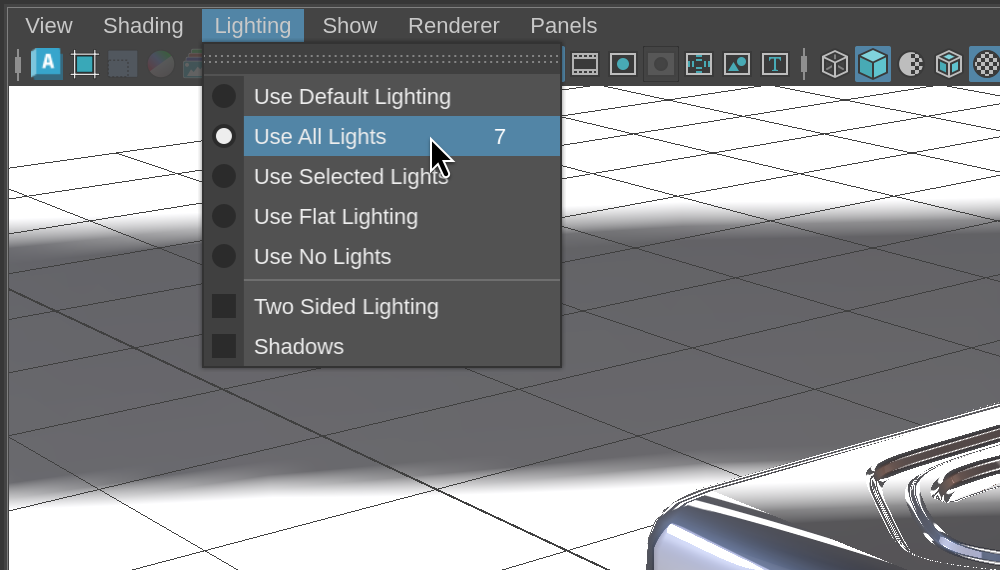 View Shading Lighting Show Renderer Panels
A T
Use Default Lighting
Use All Lights 7
Use Selected Lights
Use Flat Lighting
Use No Lights
Two Sided Lighting
Shadows